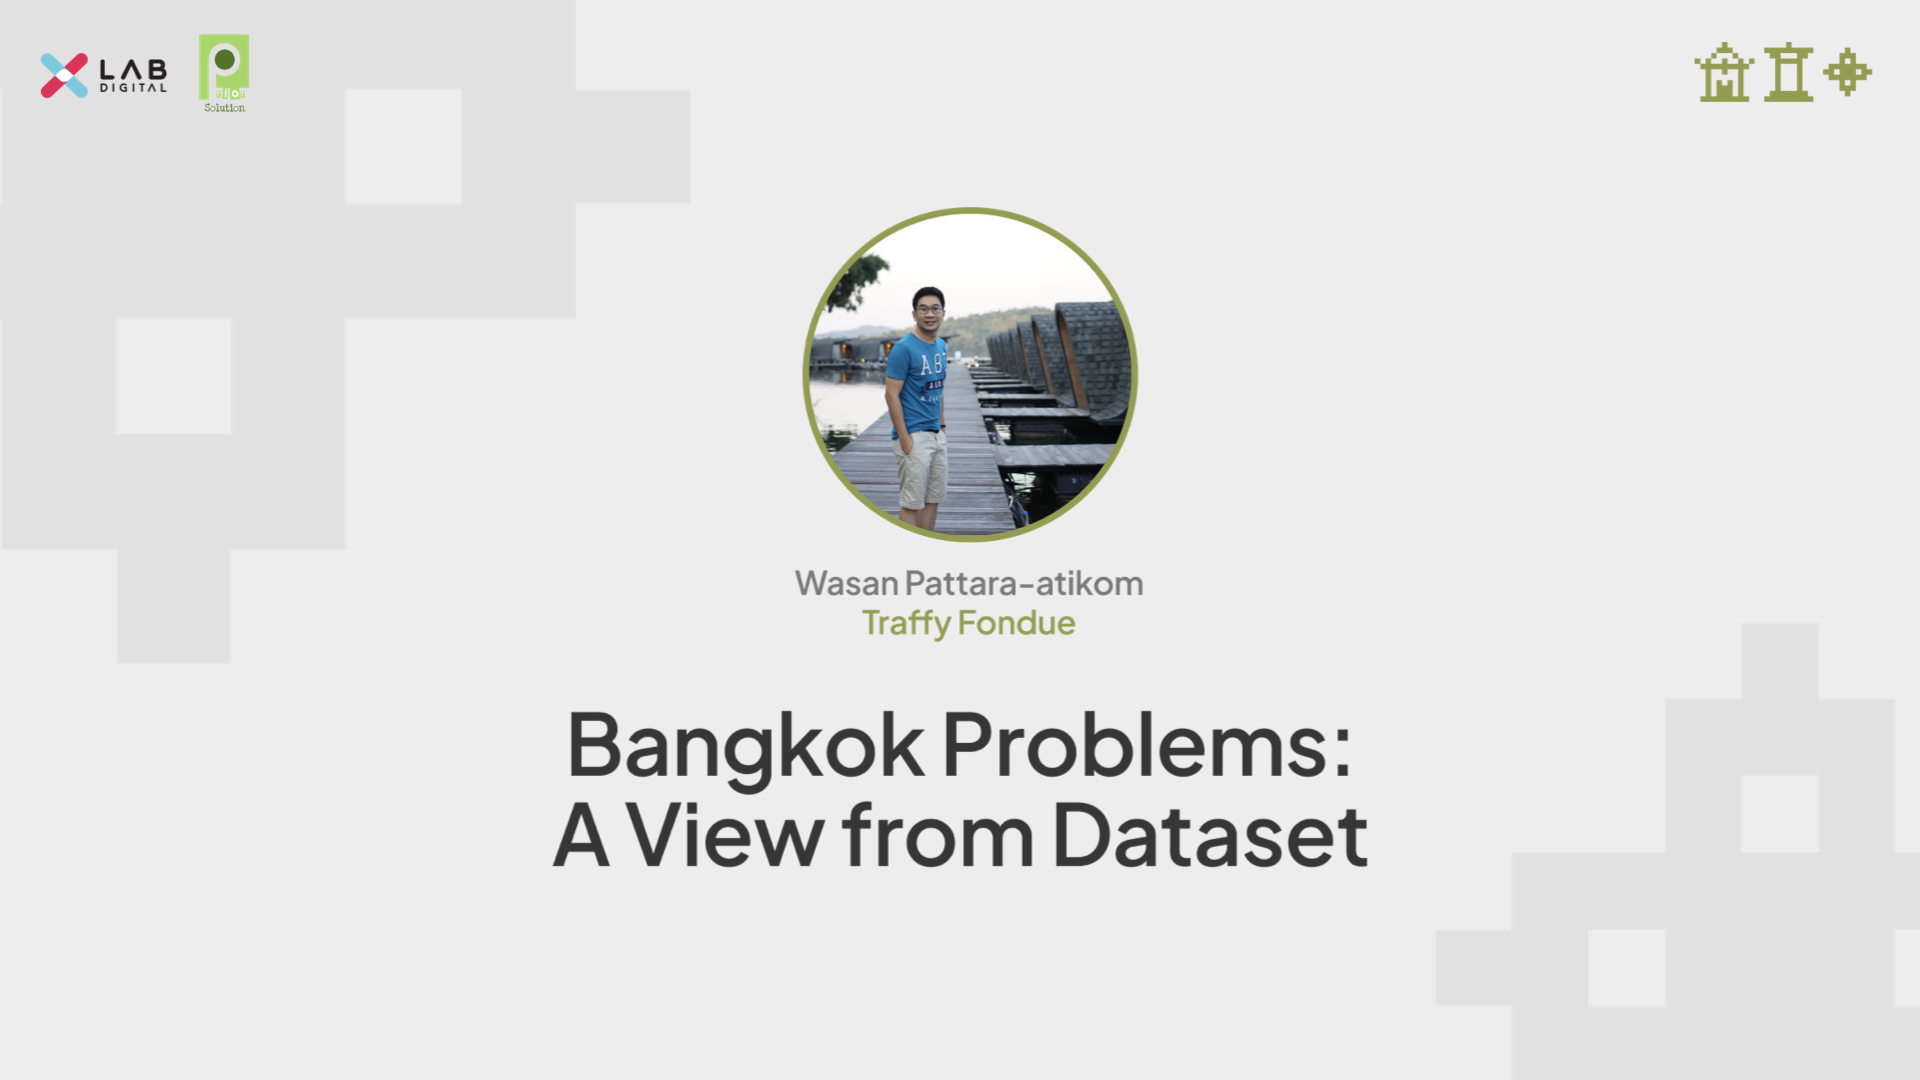 LAB
DIGITAL
Solution
Wasan Pattara-atikom
Traffy Fondue
Bangkok Problems:
A View from Dataset